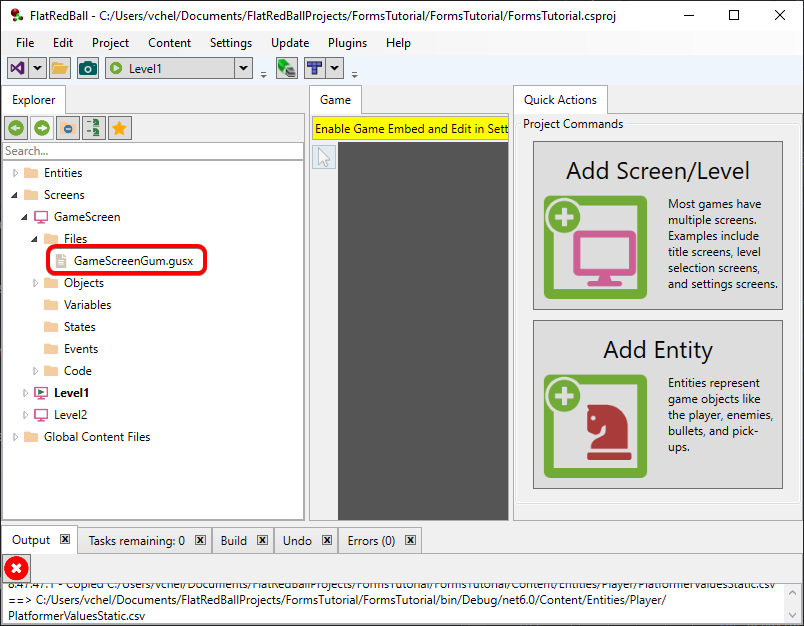 FlatRedBall - C:/Users/vchel/Documents/FlatRedBallProjects/FormsTutorial/FormsTutorial/FormsTutorial.csproj
File Edit Project Content Settings Update Plugins Help
Level1
Explorer
Game
Quick Actions
Search...
Entities
Screens
GameScreen
Files
GameScreenGum.gusx
Objects
Variables
States
Events
Code
Level1
Level2
Global Content Files
Enable Game Embed and Edit in Sett
Project Commands
Add Screen/Level
Most games have
multiple screens.
Examples include
title screens, level
selection screens,
and settings screens.
Add Entity
Entities represent
game objects like
the player, enemies,
bullets, and pick-
ups.
Output Tasks remaining: 0 Build Undo Errors (0)
8:47:47.1 - Copied C:/Users/vchel/Documents/FlatRedBallProjects/FormsTutorial/FormsTutorial/Content/Entities/Player/PlatformerValuesStatic.csv
==> C:/Users/vchel/Documents/FlatRedBallProjects/FormsTutorial/FormsTutorial/bin/Debug/net6.0/Content/Entities/Player/
PlatformerValuesStatic.csv